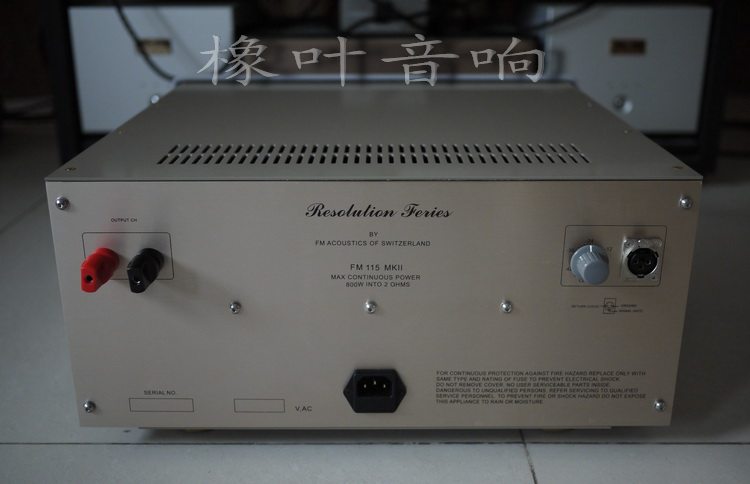 橡叶音响
Resolution Feries
OUTPUT CH
BY
FM ACOUSTICS OF SWITZERLAND
FM 115 MKII
MAX CONTINUOUS POWER
800W INTO 2 OHMS
FOR CONTINUOUS PROTECTION AGAINST FIRE HAZARD REPLACE ONLY WITH
SAME TYPE AND RATING OF FUSE TO PREVENT ELECTRICAL SHOCK
DO NOT REMOVE COVER. NO USER SERVICEABLE PARTS INSIDE.
DANGEROUS TO UNQUALIFIED PERSONS. REFER SERVICING TO QUALIFIED
SERVICE PERSONNEL. TO PREVENT FIRE OR SHOCK HAZARD DO NOT EXPOSE
THIS APPLIANCE TO RAIN OR MOISTURE
SERIAL NO.
V,AC